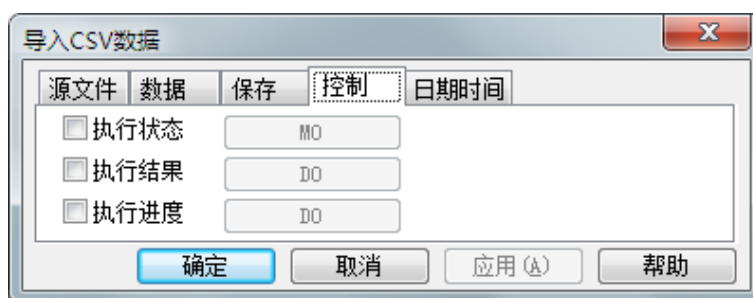 导入CSV数据
源文件 数据 保存 控制 日期时间
执行状态 M0
执行结果 D0
执行进度 D0
确定 取消 应用(A) 帮助